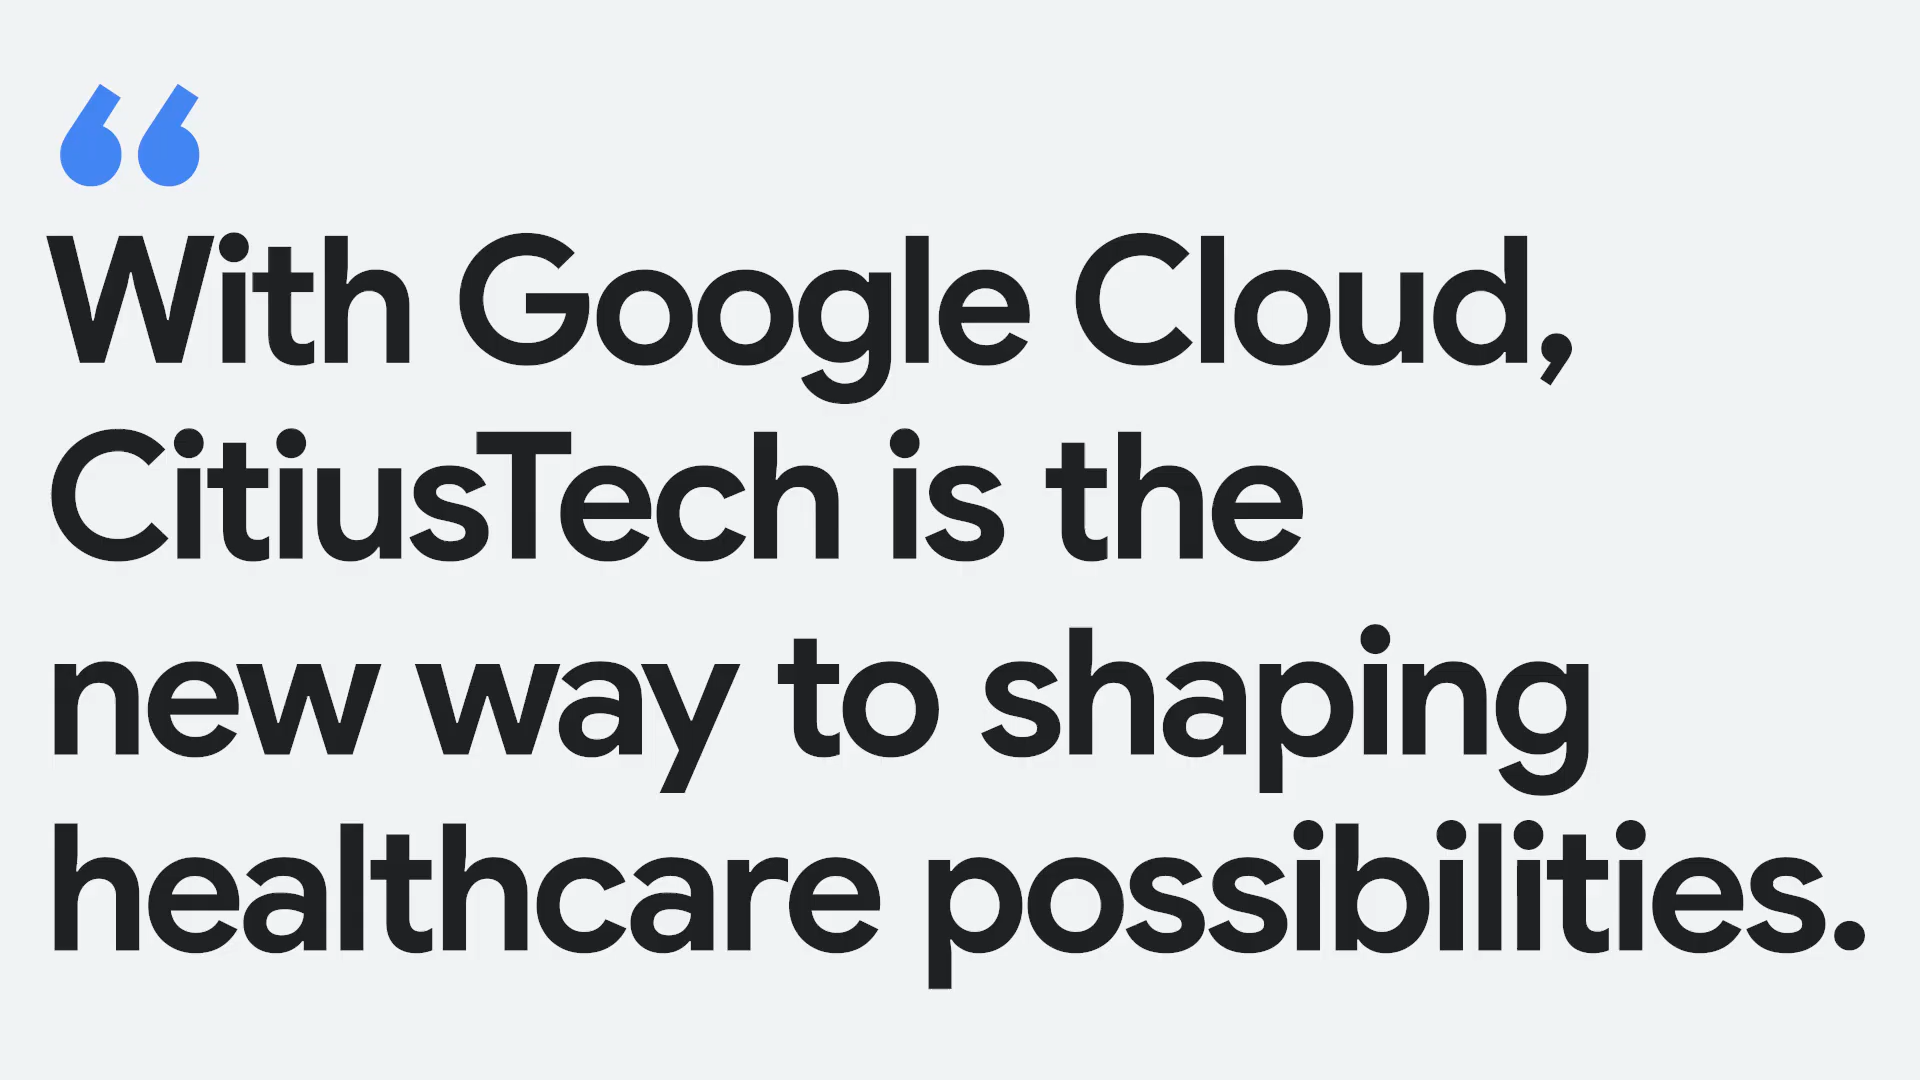 “
With Google Cloud,
CitiusTech is the
new way to shaping
healthcare possibilities.